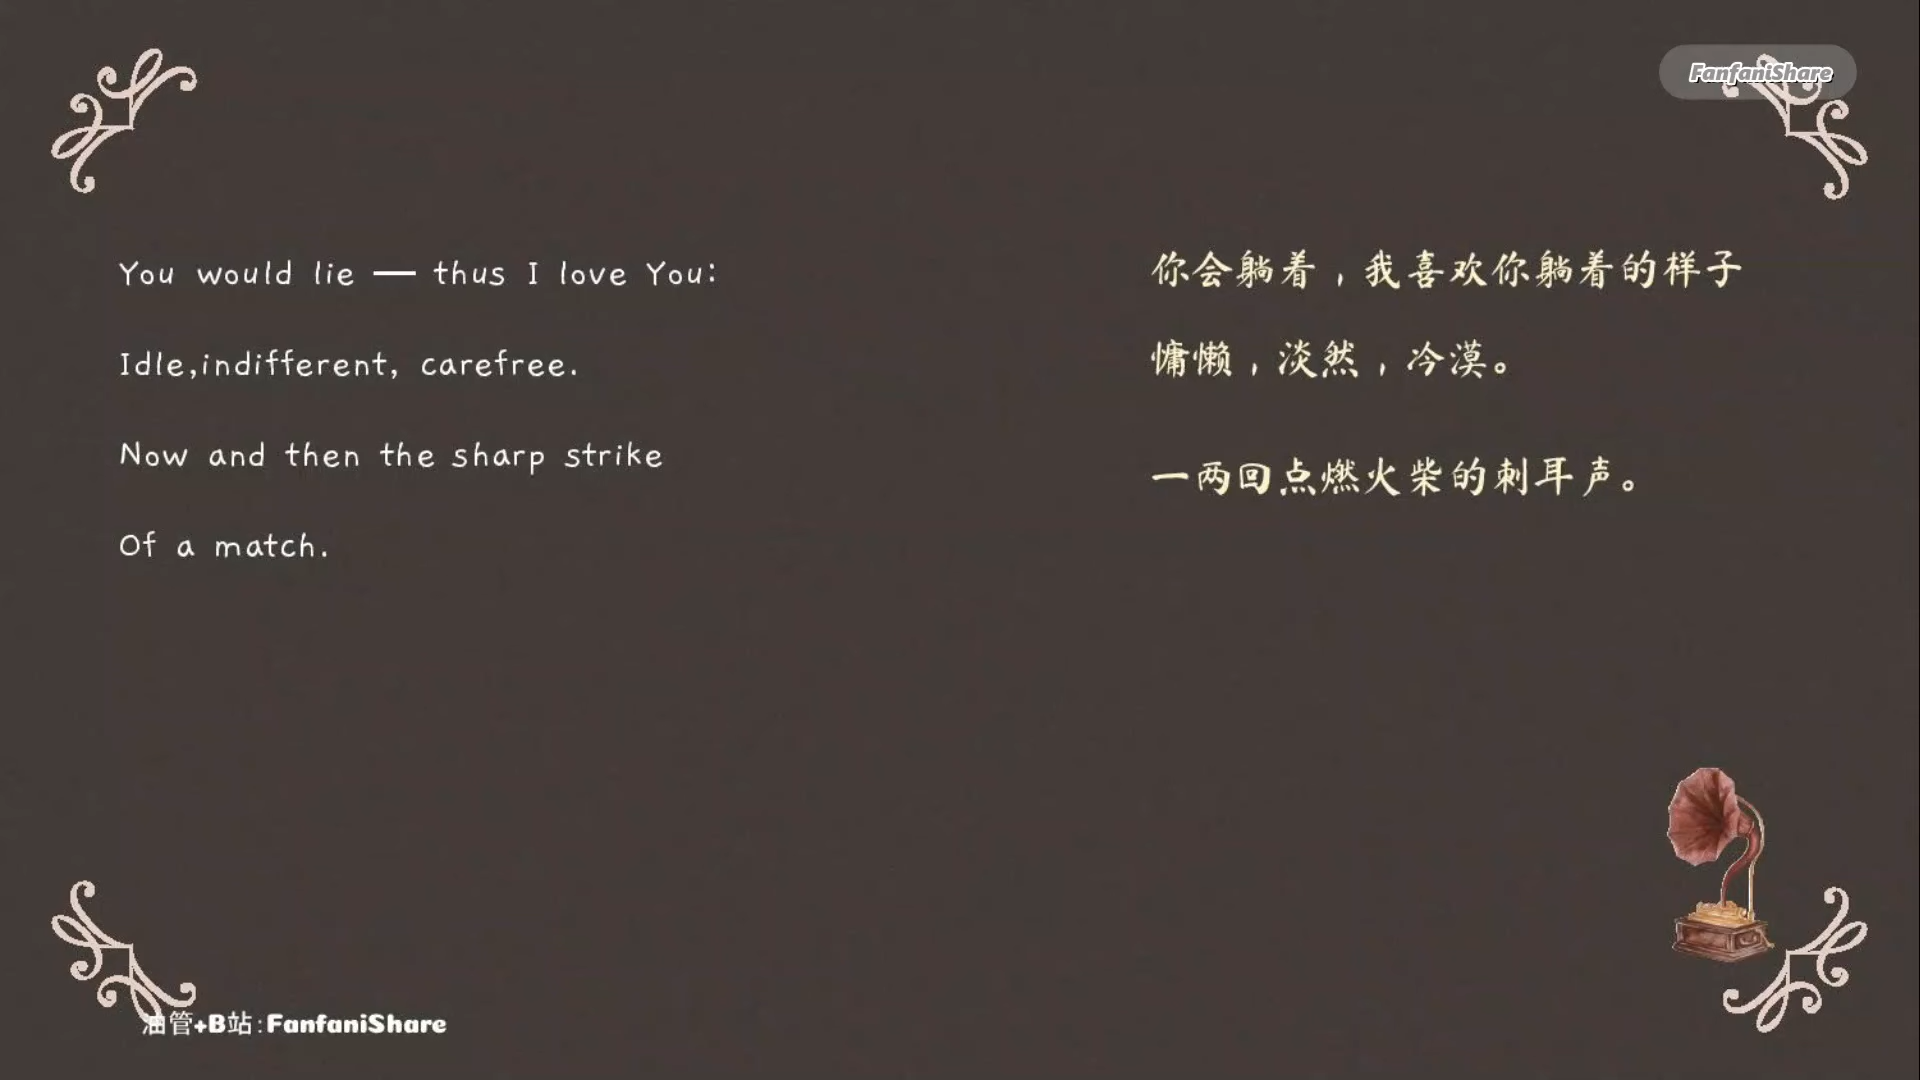 FanfaniShare
You would lie — thus I love You:
Idle,indifferent, carefree.
Now and then the sharp strike
Of a match.
你会躺着，我喜欢你躺着的样子
慵懒，淡然，冷漠。
一两回点燃火柴的刺耳声。
油管+B站:FanfaniShare